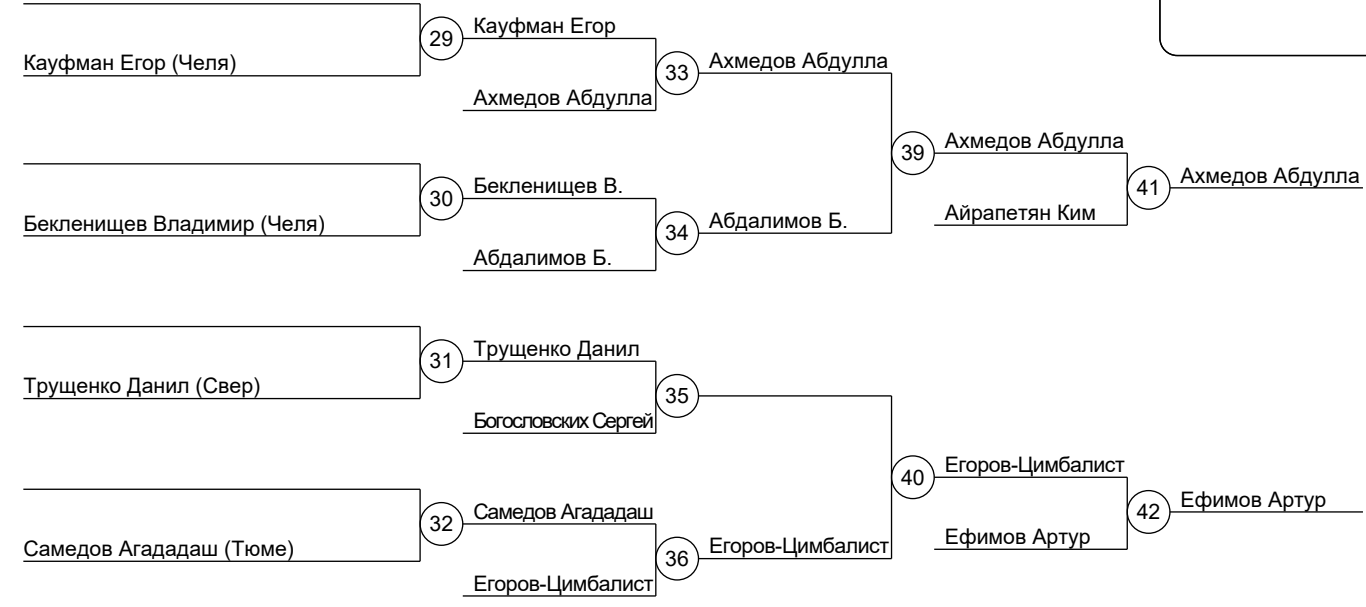 29
Кауфман Егор
Кауфман Егор (Челя)
33
Ахмедов Абдулла
Ахмедов Абдулла
39
Ахмедов Абдулла
30
Бекленищев В.
41
Ахмедов Абдулла
Бекленищев Владимир (Челя)
34
Абдалимов Б.
Айрапетян Ким
Абдалимов Б.
31
Трущенко Данил
Трущенко Данил (Свер)
35
Богословских Сергей
40
Егоров-Цимбалист
32
Самедов Агададаш
42
Ефимов Артур
Самедов Агададаш (Тюме)
36
Егоров-Цимбалист
Ефимов Артур
Егоров-Цимбалист